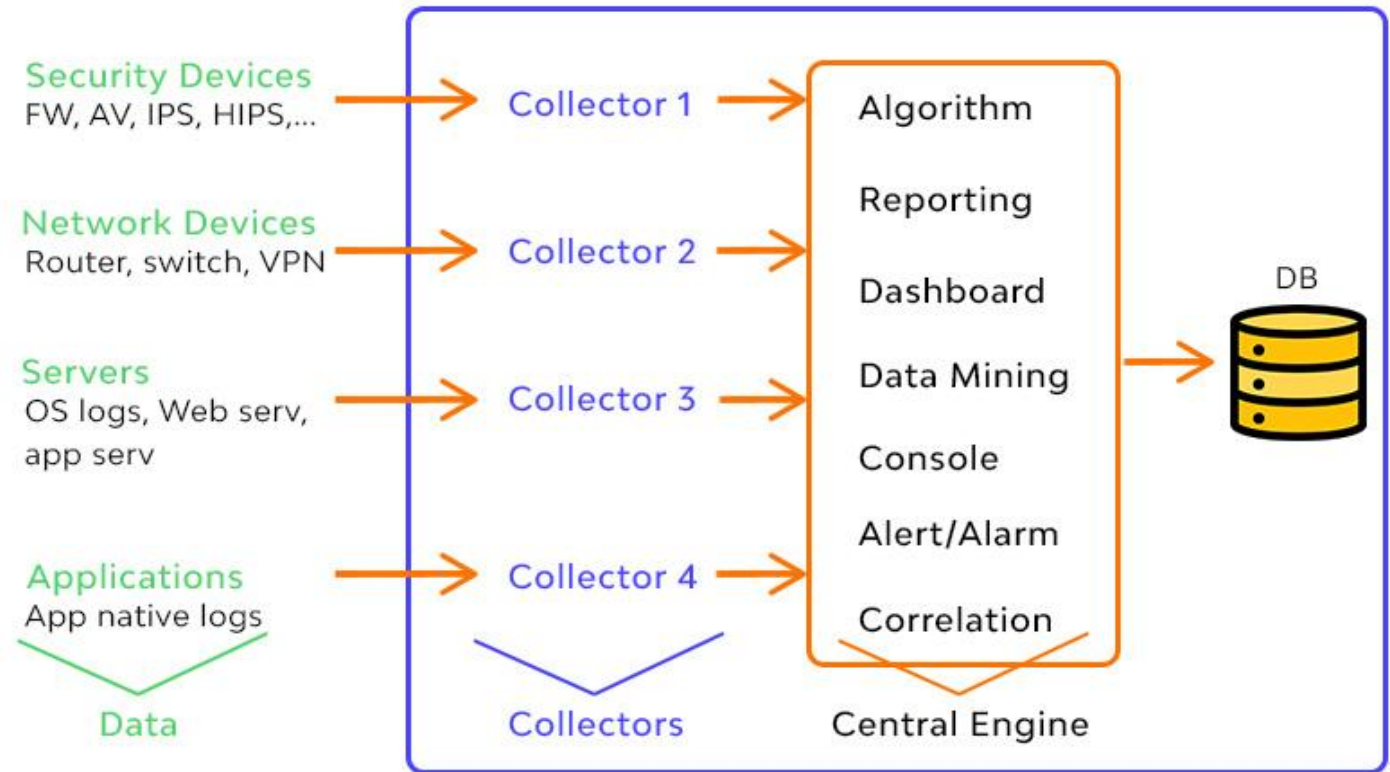 Security Devices
FW, AV, IPS, HIPS,...
Network Devices
Router, switch, VPN
Servers
OS logs, Web serv,
app serv
Applications
App native logs
Data
Collector 1
Collector 2
Collector 3
Collector 4
Collectors
Algorithm
Reporting
Dashboard
Data Mining
Console
Alert/Alarm
Correlation
Central Engine
DB